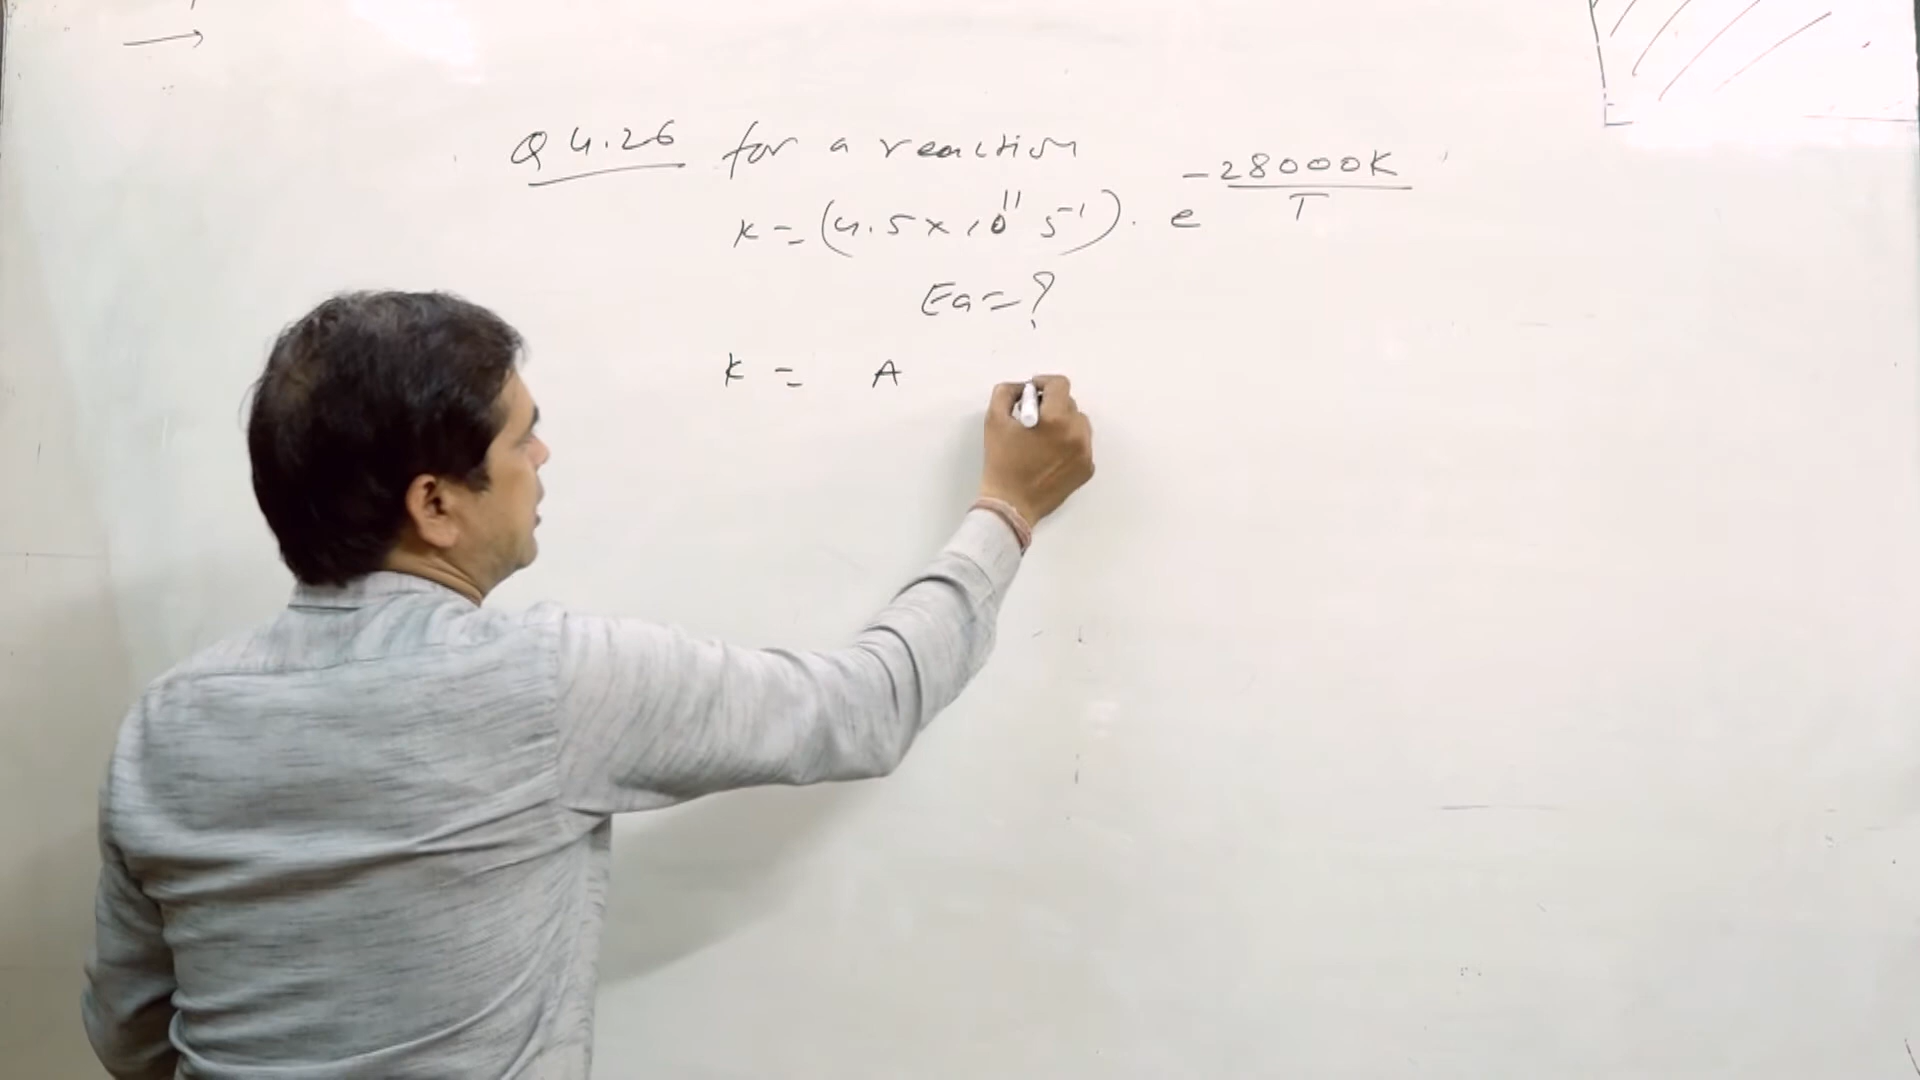 Q 4.26 for a reaction
K = (4.5 × 10¹¹ s⁻¹) . e^(-28000K/T)
Ea = ?
K = A